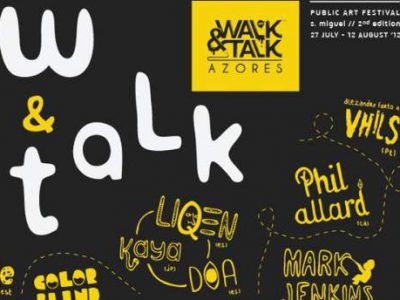 w
&
talk
WALK
&TALK
AZORES
PUBLIC ART FESTIVAL
s. miguel // 2nd edition
27 JULY - 12 AUGUST '12
VHILS
(Pt)
Phil
allard
(ca)
LIQEN
(es)
Kaya
(jp)
DOA
(es)
MARK
JENKINS
COLOR
BLIND